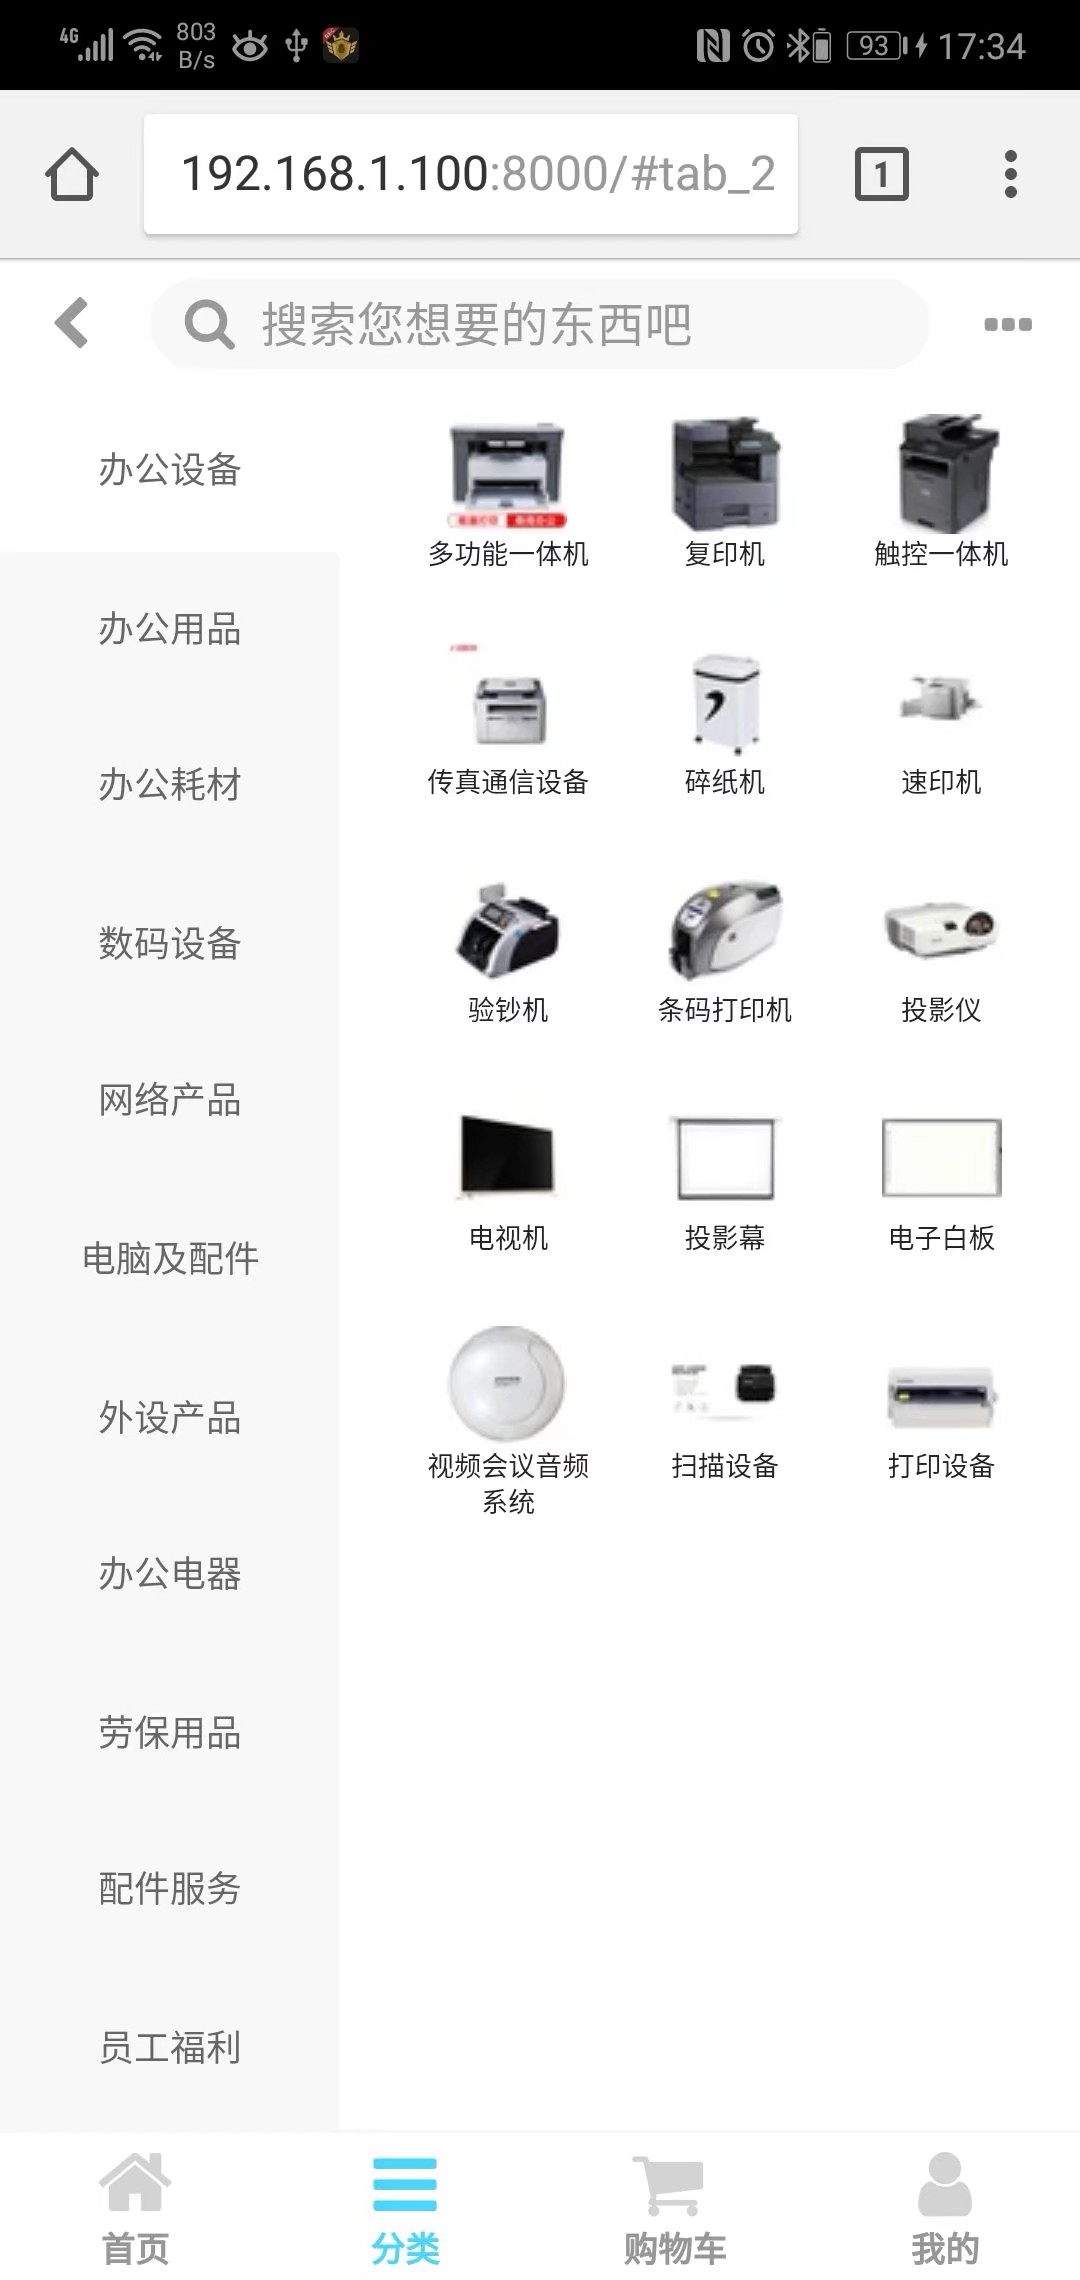 4G 803 B/s 93 17:34
192.168.1.100:8000/#tab_2 1
搜索您想要的东西吧
办公设备
办公用品
办公耗材
数码设备
网络产品
电脑及配件
外设产品
办公电器
劳保用品
配件服务
员工福利
多功能一体机 复印机 触控一体机
传真通信设备 碎纸机 速印机
验钞机 条码打印机 投影仪
电视机 投影幕 电子白板
视频会议音频 扫描设备 打印设备
系统
首页 分类 购物车 我的